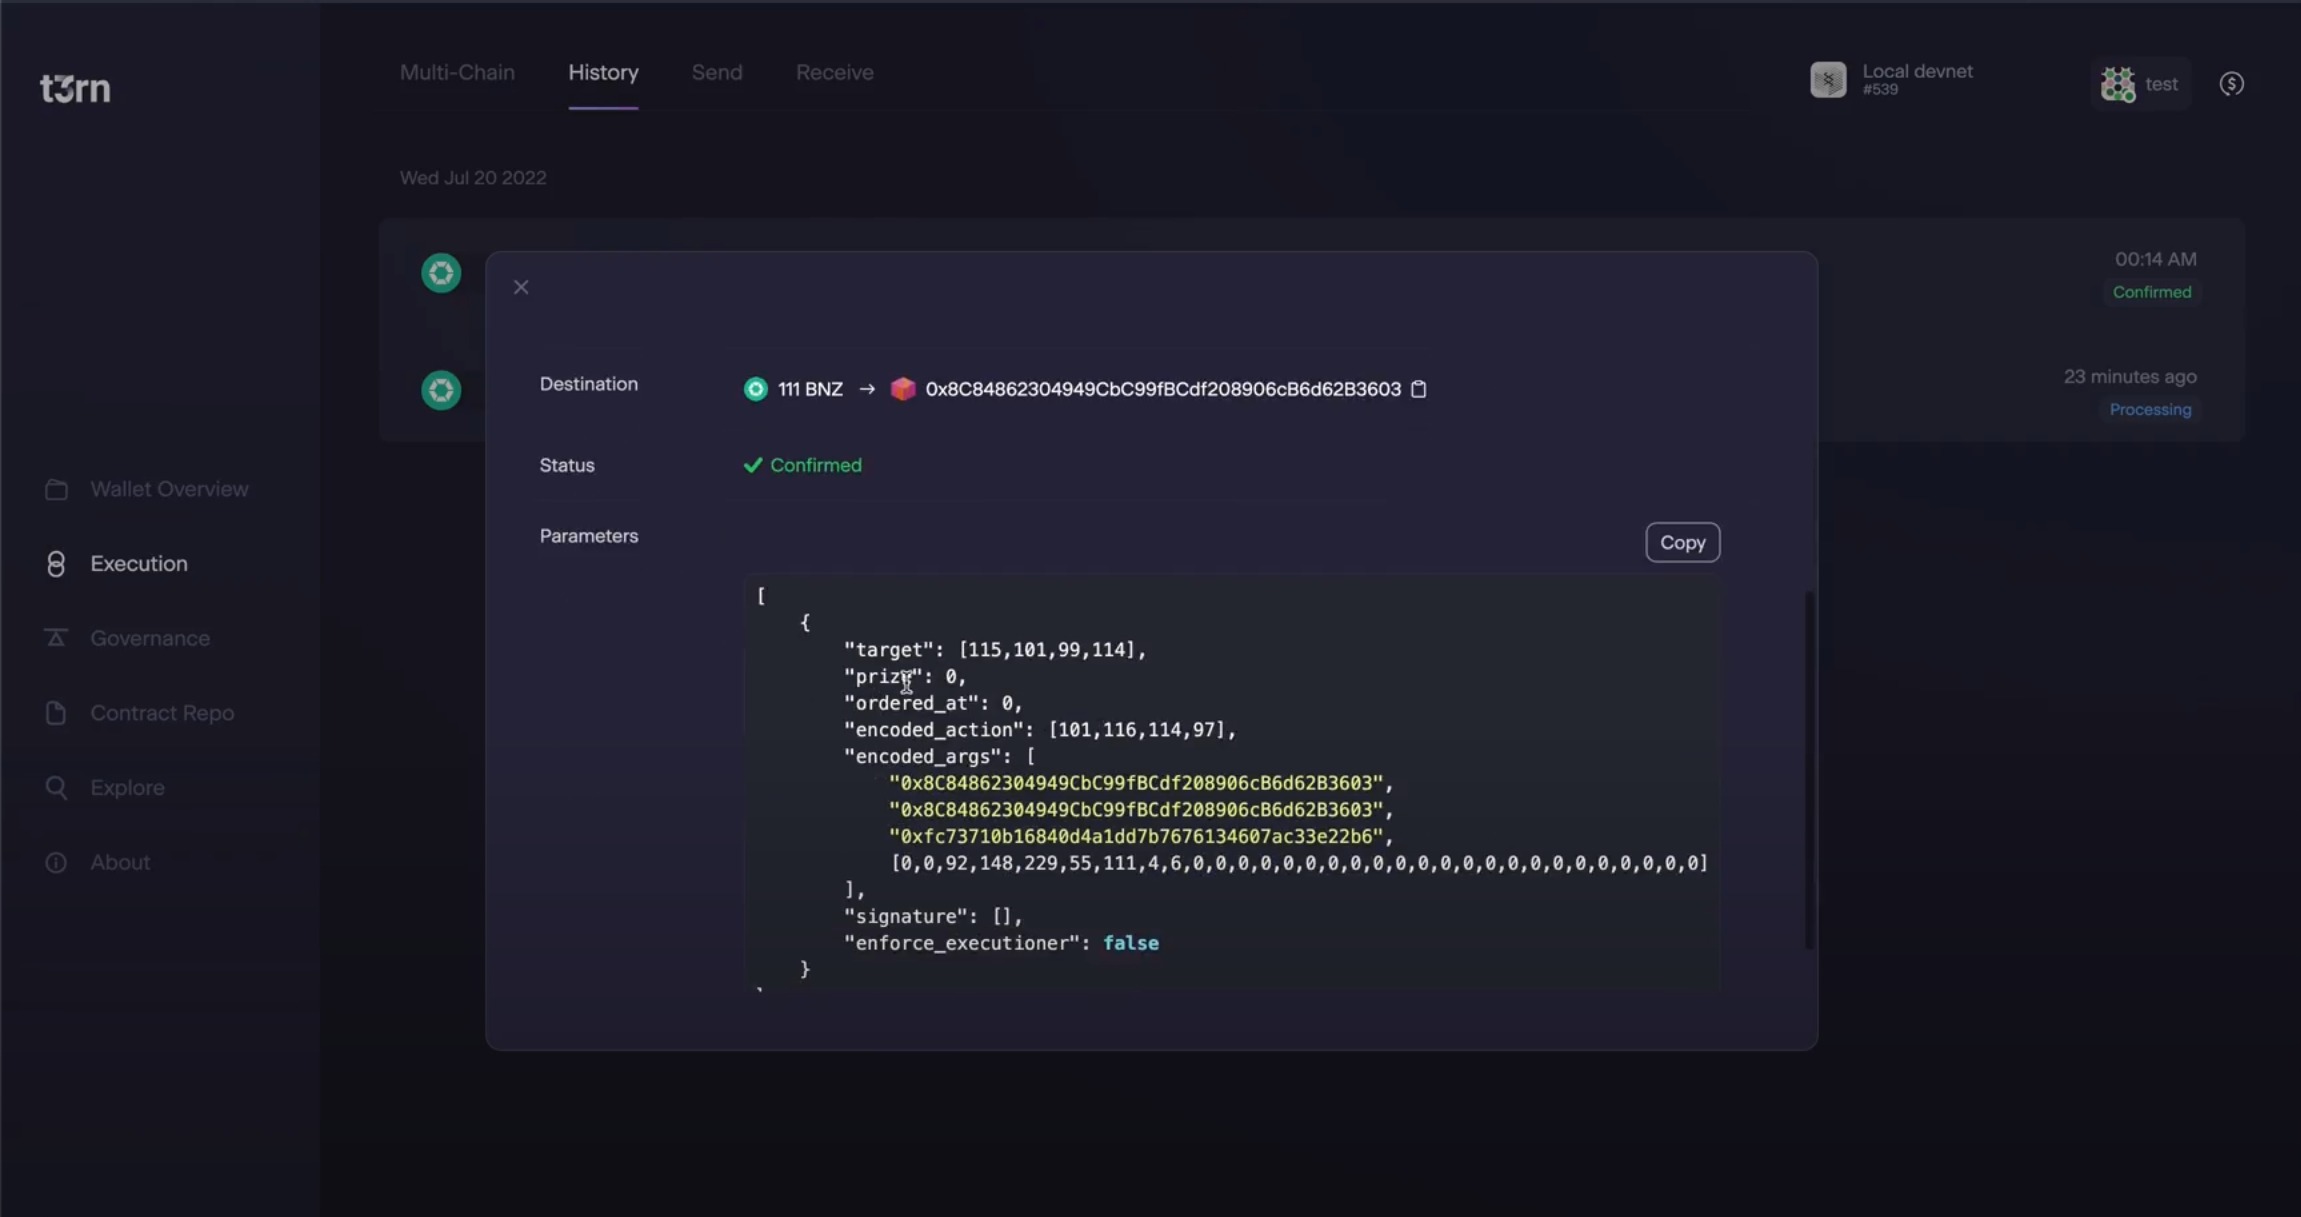 t3rn
Multi-Chain
History
Send
Receive
Local devnet
#539
test
Wed Jul 20 2022
00:14 AM
Confirmed
23 minutes ago
Processing
Wallet Overview
Execution
Governance
Contract Repo
Explore
About
Destination
111 BNZ → 0x8C84862304949CbC99fBCdf208906cB6d62B3603
Status
Confirmed
Parameters
Copy
[
{
"target": [115,101,99,114],
"prize": 0,
"ordered_at": 0,
"encoded_action": [101,116,114,97],
"encoded_args": [
"0x8C84862304949CbC99fBCdf208906cB6d62B3603",
"0x8C84862304949CbC99fBCdf208906cB6d62B3603",
"0xfc73710b16840d4a1dd7b7676134607ac33e22b6",
[0,0,92,148,229,55,111,4,6,0,0,0,0,0,0,0,0,0,0,0,0,0,0,0,0,0,0,0,0,0,0,0]
],
"signature": [],
"enforce_executioner": false
}